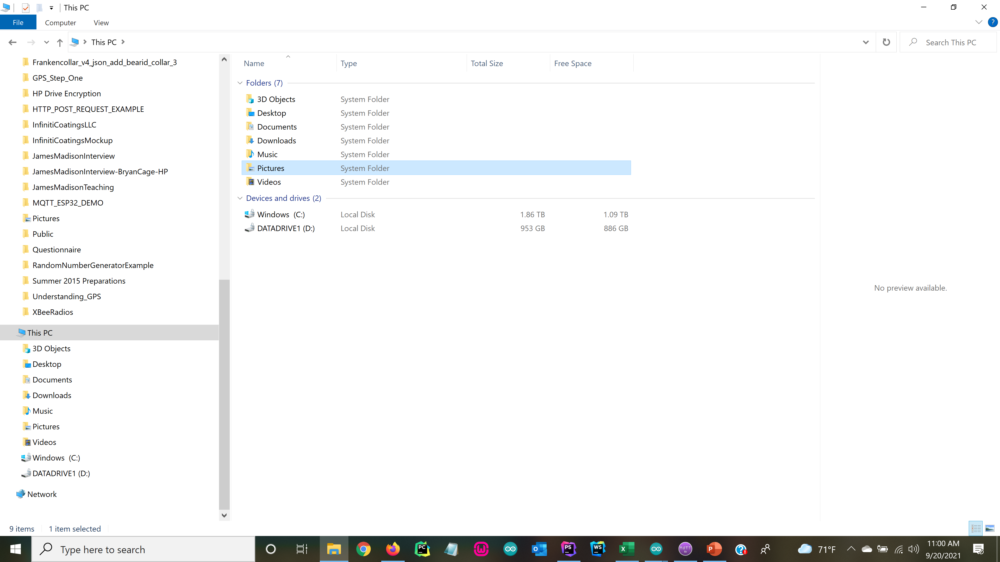 This PC
File Computer View
This PC
Search This PC
Frankencollar_v4_json_add_bearid_collar_3
GPS_Step_One
HP Drive Encryption
HTTP_POST_REQUEST_EXAMPLE
InfinitiCoatingsLLC
InfinitiCoatingsMockup
JamesMadisonInterview
JamesMadisonInterview-BryanCage-HP
JamesMadisonTeaching
MQTT_ESP32_DEMO
Pictures
Public
Questionnaire
RandomNumberGeneratorExample
Summer 2015 Preparations
Understanding_GPS
XBeeRadios
This PC
3D Objects
Desktop
Documents
Downloads
Music
Pictures
Videos
Windows (C:)
DATADRIVE1 (D:)
Network
Name Type Total Size Free Space
Folders (7)
3D Objects System Folder
Desktop System Folder
Documents System Folder
Downloads System Folder
Music System Folder
Pictures System Folder
Videos System Folder
Devices and drives (2)
Windows (C:) Local Disk 1.86 TB 1.09 TB
DATADRIVE1 (D:) Local Disk 953 GB 886 GB
No preview available.
9 items 1 item selected
Type here to search
PC
O
PS
WS
X
MQTT
fx
P
71°F
11:00 AM
9/20/2021